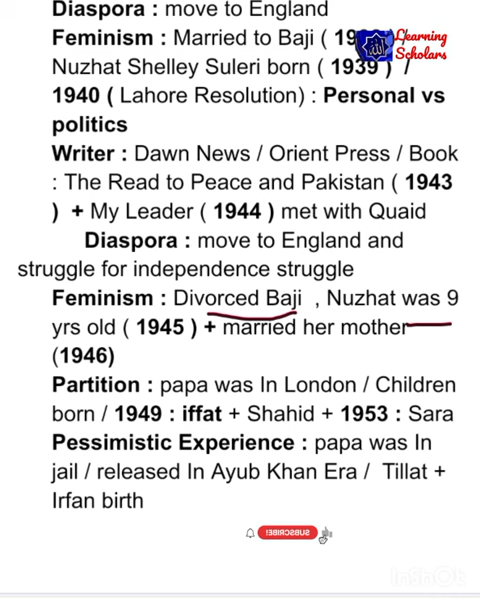 Diaspora : move to England
Learning
Scholars
Feminism : Married to Baji ( 19
Nuzhat Shelley Suleri born ( 1939 ) /
1940 ( Lahore Resolution) : Personal vs
politics
Writer : Dawn News / Orient Press / Book
: The Read to Peace and Pakistan ( 1943
) + My Leader ( 1944 ) met with Quaid
Diaspora : move to England and
struggle for independence struggle
Feminism : Divorced Baji , Nuzhat was 9
yrs old ( 1945 ) + married her mother
(1946)
Partition : papa was In London / Children
born / 1949 : iffat + Shahid + 1953 : Sara
Pessimistic Experience : papa was In
jail / released In Ayub Khan Era / Tillat +
Irfan birth
SUBSCRIBE!
InShOt